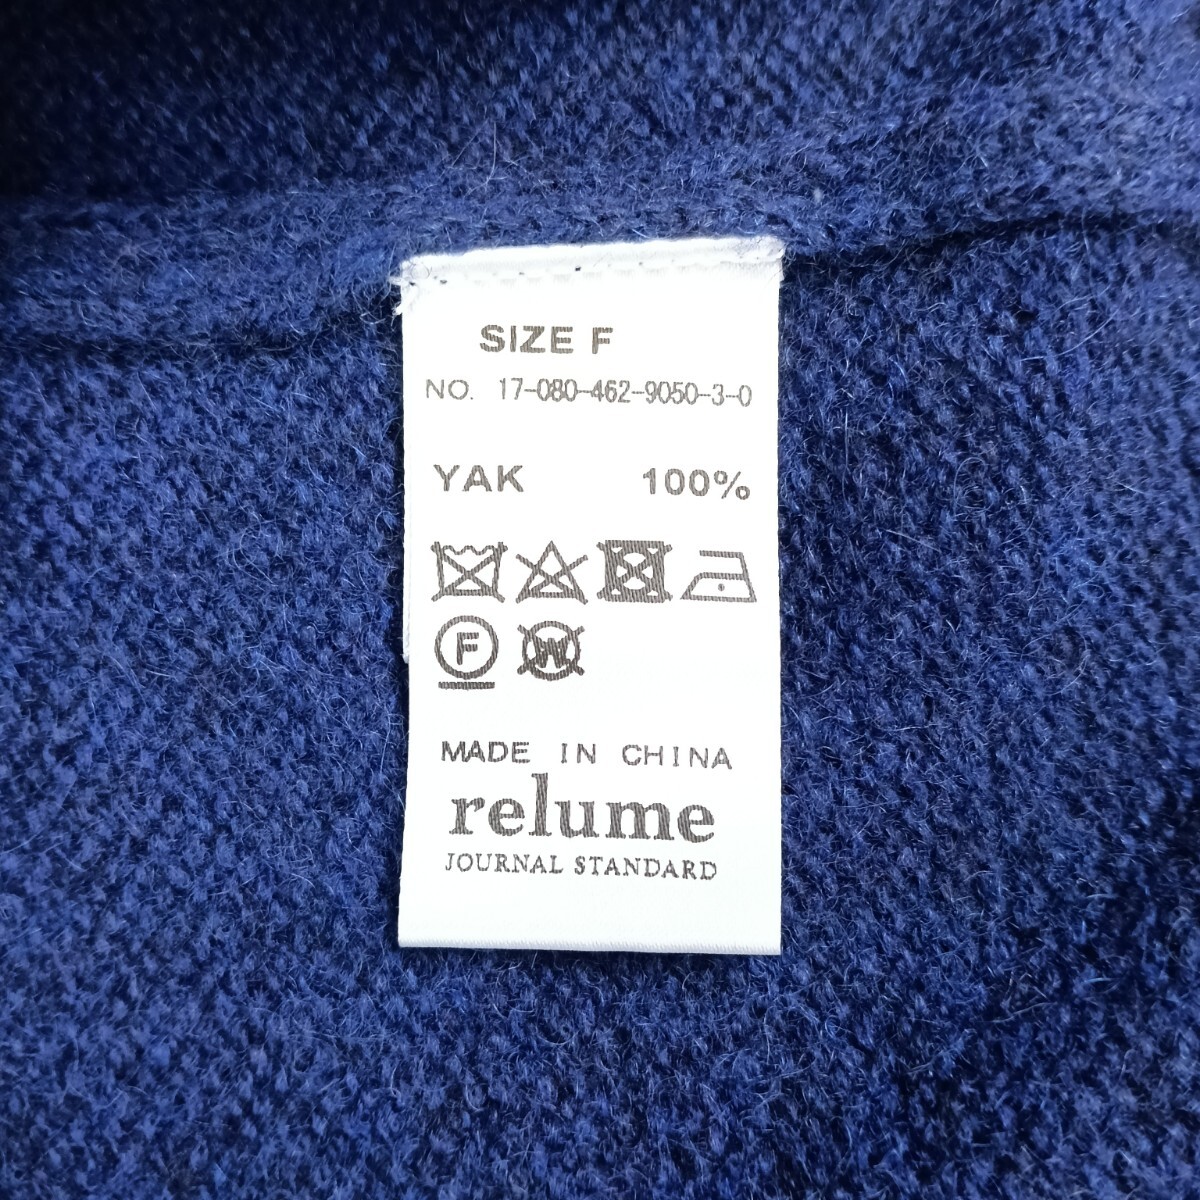 SIZE F
NO. 17-080-462-9050-3-0
YAK 100%
F W
MADE IN CHINA
relume
JOURNAL STANDARD